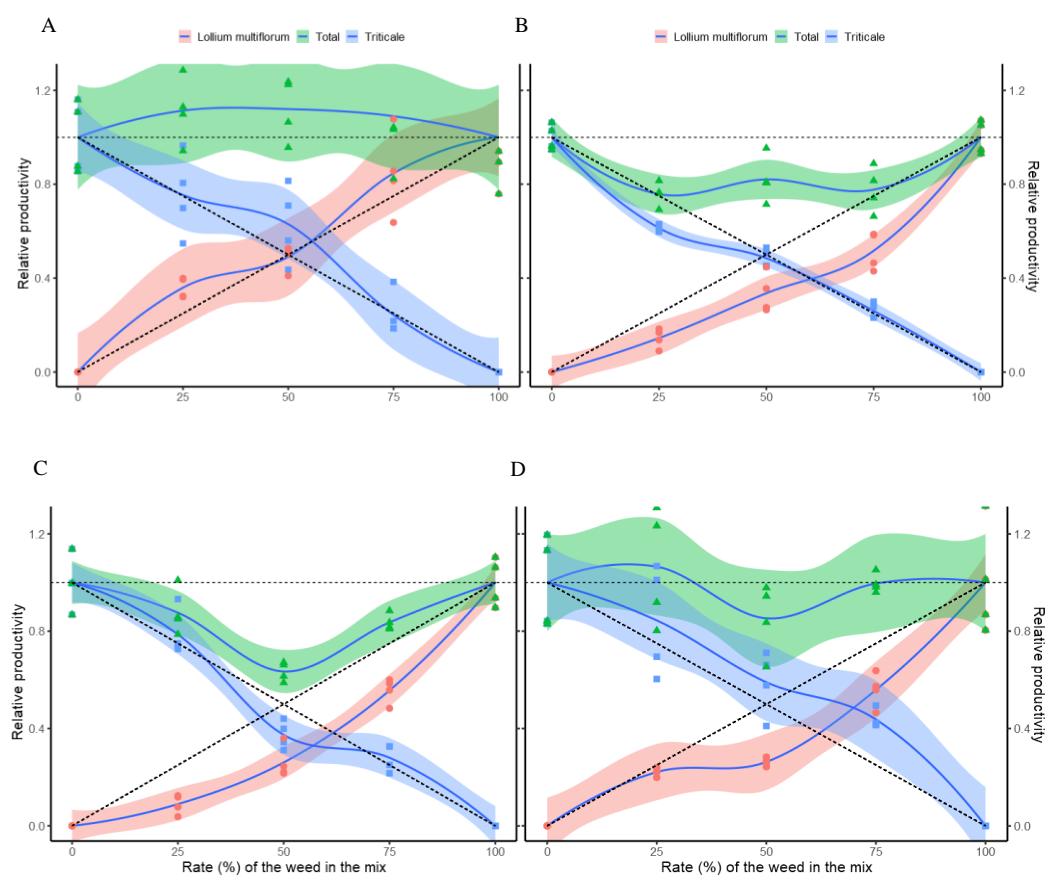 A
B
Lollium multiflorum Total Triticale
Lollium multiflorum Total Triticale
Relative productivity
1.2
0.8
0.4
0.0
0 25 50 75 100
0 25 50 75 100
1.2
0.8
0.4
0.0
Relative productivity
C
D
Relative productivity
1.2
0.8
0.4
0.0
0 25 50 75 100
Rate (%) of the weed in the mix
0 25 50 75 100
Rate (%) of the weed in the mix
1.2
0.8
0.4
0.0
Relative productivity